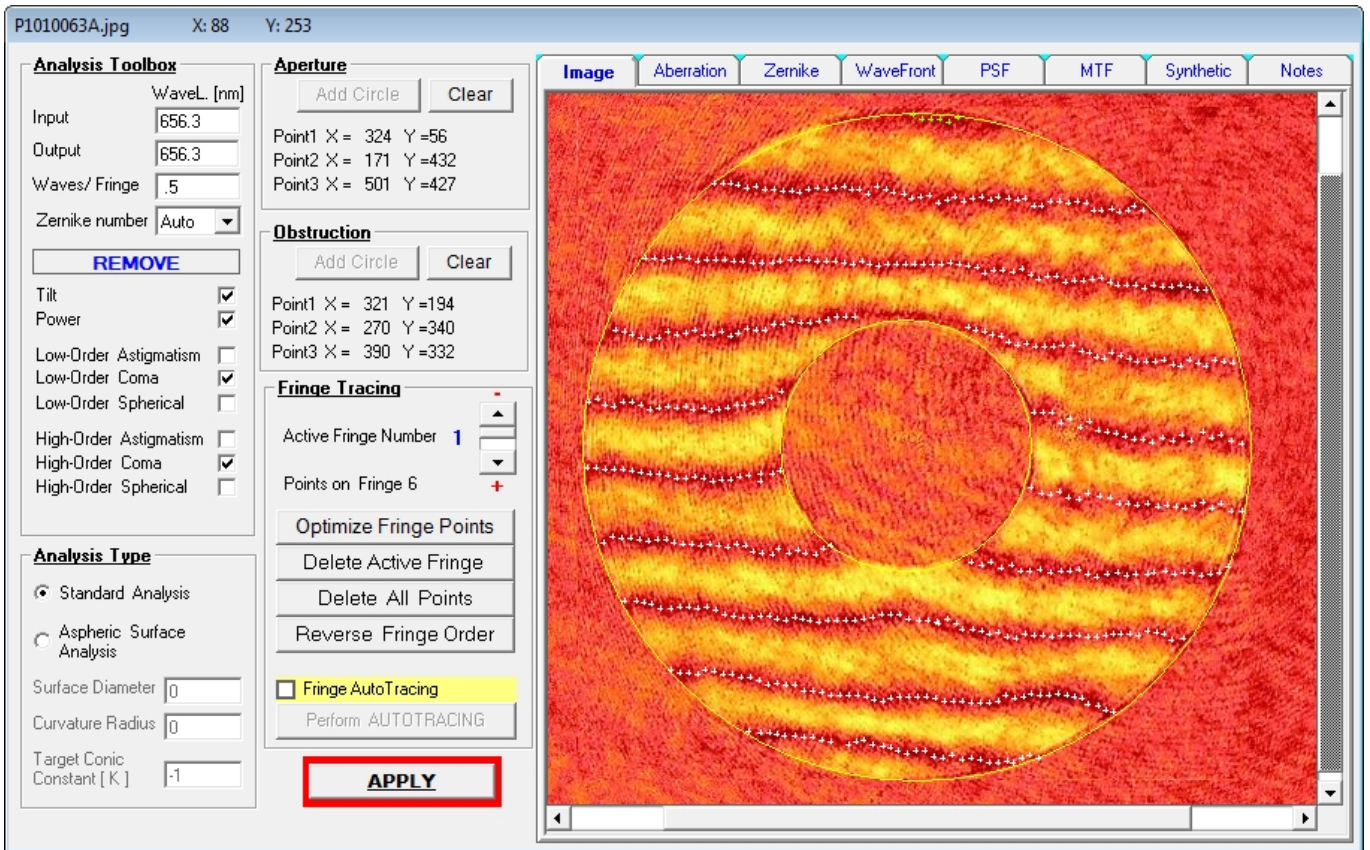 P1010063A.jpg X: 88 Y: 253
Analysis Toolbox
WaveL. [nm]
Input 656.3
Output 656.3
Waves/ Fringe .5
Zernike number Auto
REMOVE
Tilt
Power
Low-Order Astigmatism
Low-Order Coma
Low-Order Spherical
High-Order Astigmatism
High-Order Coma
High-Order Spherical
Analysis Type
Standard Analysis
Aspheric Surface
Analysis
Surface Diameter 0
Curvature Radius 0
Target Conic
Constant [ K ] -1
Aperture
Add Circle Clear
Point1 X = 324 Y =56
Point2 X = 171 Y =432
Point3 X = 501 Y =427
Obstruction
Add Circle Clear
Point1 X = 321 Y =194
Point2 X = 270 Y =340
Point3 X = 390 Y =332
Fringe Tracing
-
Active Fringe Number 1
Points on Fringe 6 +
Optimize Fringe Points
Delete Active Fringe
Delete All Points
Reverse Fringe Order
Fringe AutoTracing
Perform AUTOTRACING
APPLY
Image Aberration Zernike WaveFront PSF MTF Synthetic Notes